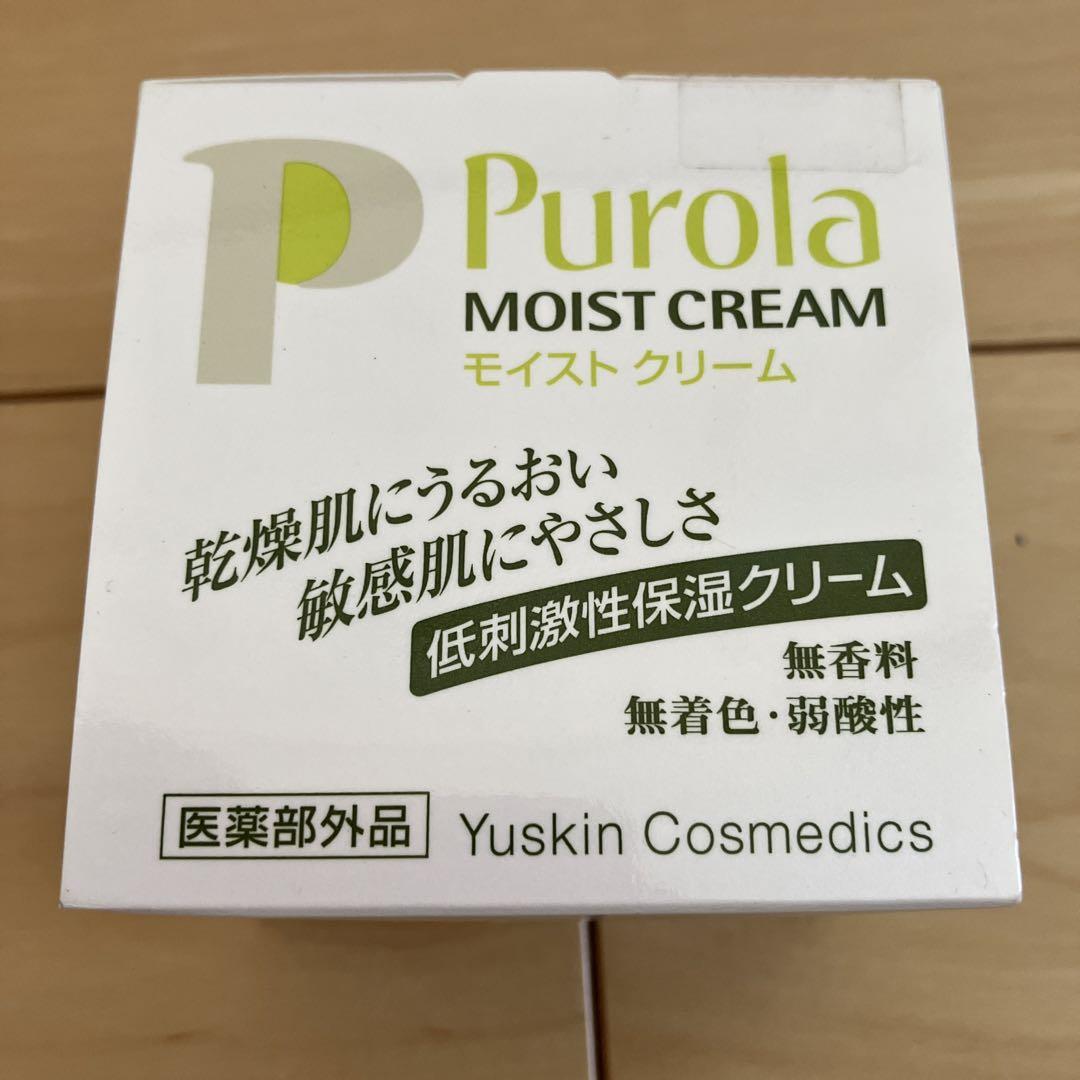 Purola
MOIST CREAM
モイスト クリーム
乾燥肌にうるおい
敏感肌にやさしさ
低刺激性保湿クリーム
無香料
無着色・弱酸性
医薬部外品
Yuskin Cosmedics